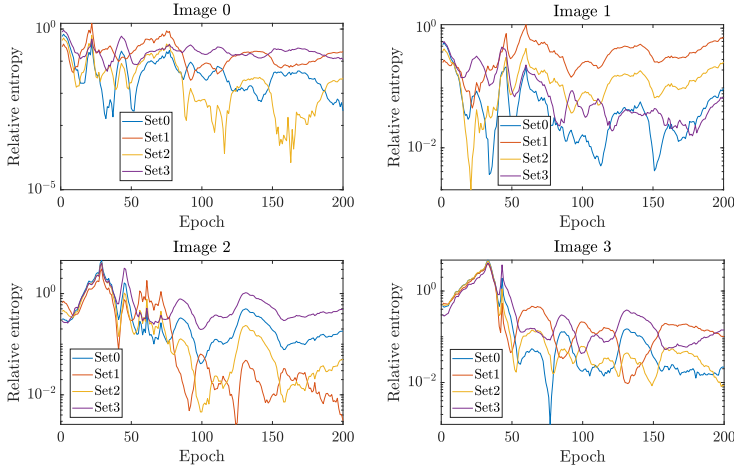 Image 0
Relative entropy
10^0
10^-5
Set0
Set1
Set2
Set3
0 50 100 150 200
Epoch
Image 1
Relative entropy
10^0
10^-2
Set0
Set1
Set2
Set3
0 50 100 150 200
Epoch
Image 2
Relative entropy
10^0
10^-2
Set0
Set1
Set2
Set3
0 50 100 150 200
Epoch
Image 3
Relative entropy
10^0
10^-2
Set0
Set1
Set2
Set3
0 50 100 150 200
Epoch